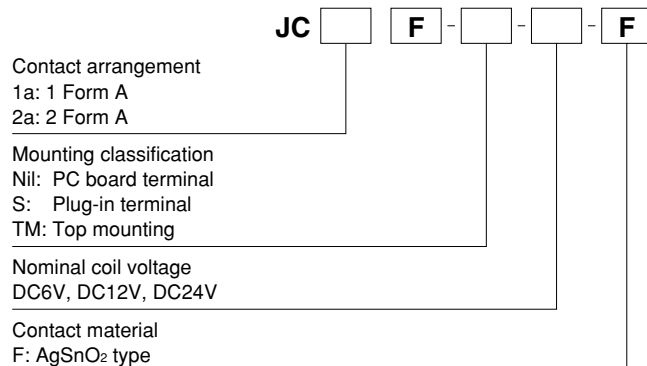 JC F - - - F
Contact arrangement
1a: 1 Form A
2a: 2 Form A
Mounting classification
Nil: PC board terminal
S: Plug-in terminal
TM: Top mounting
Nominal coil voltage
DC6V, DC12V, DC24V
Contact material
F: AgSnO₂ type